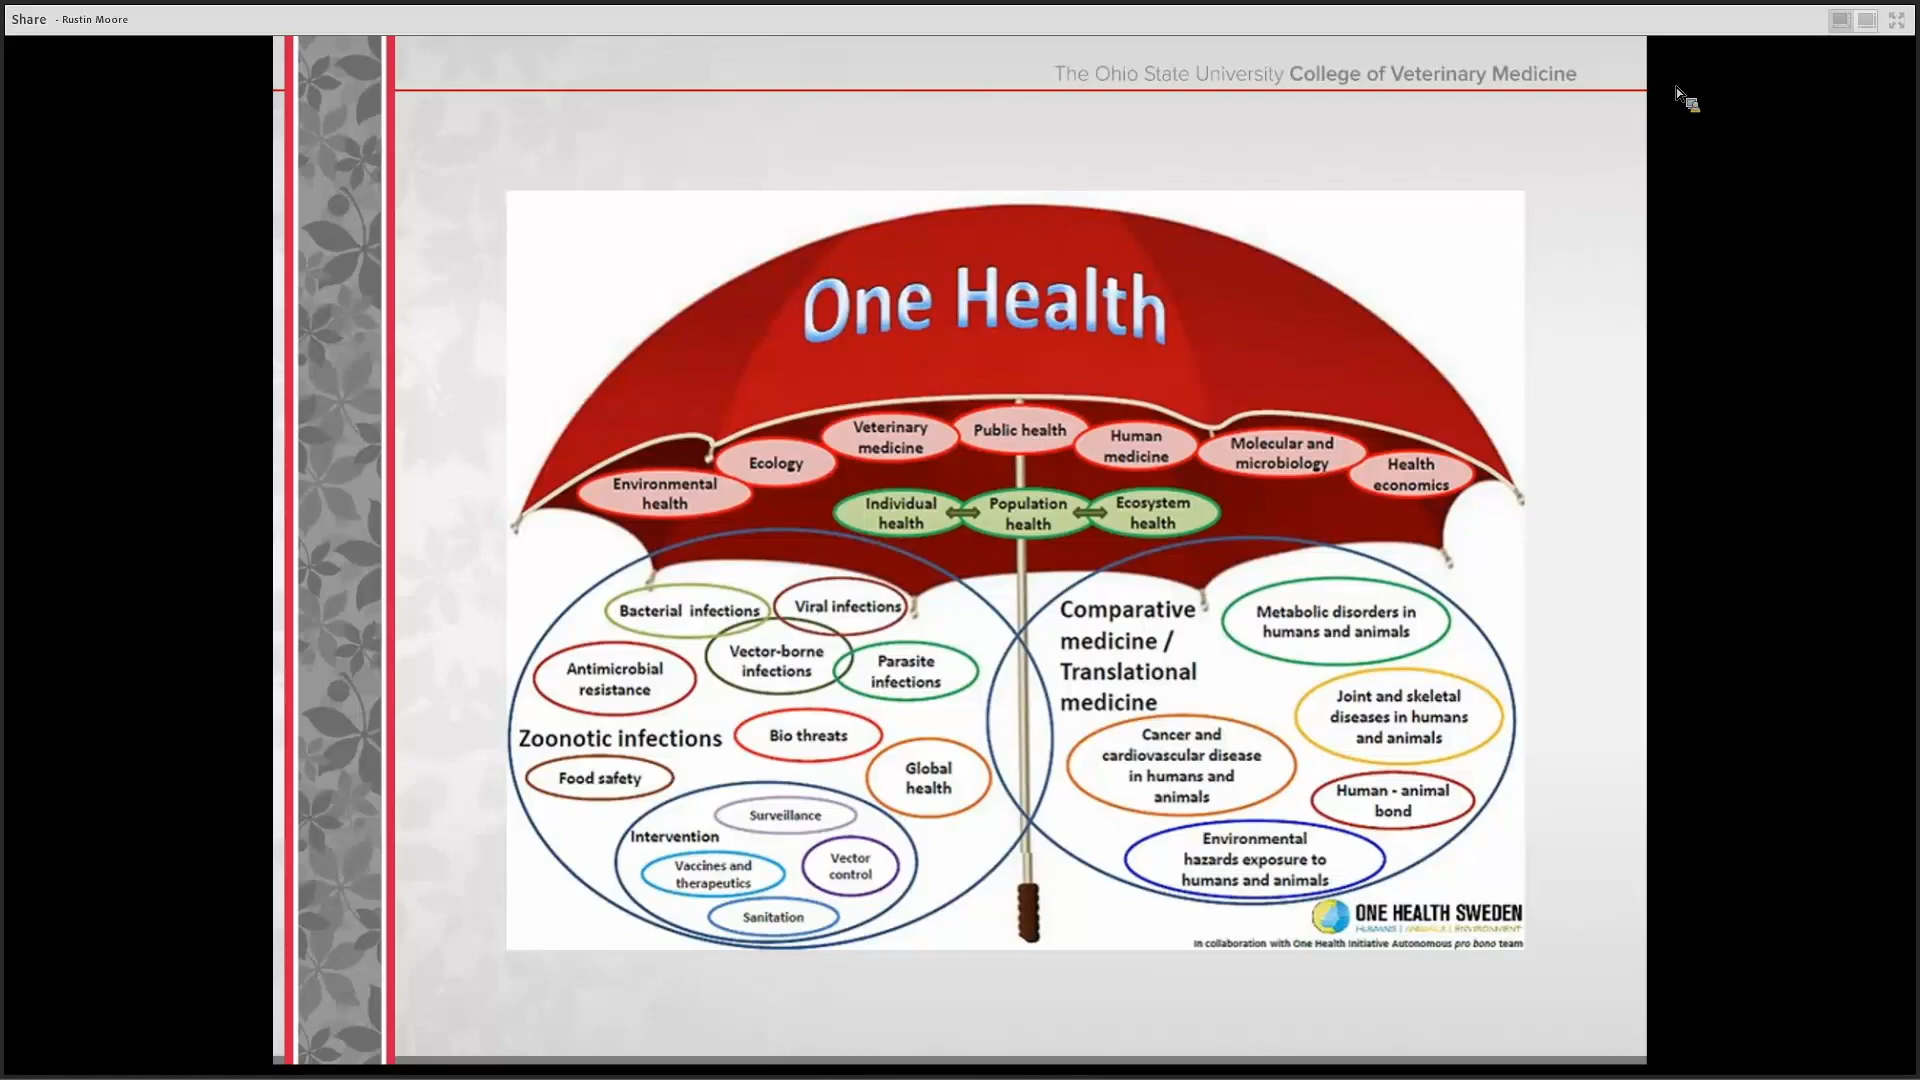 Share - Rustin Moore
The Ohio State University College of Veterinary Medicine
One Health
Environmental
health
Ecology
Veterinary
medicine
Public health
Human
medicine
Molecular and
microbiology
Health
economics
Individual
health
Population
health
Ecosystem
health
Bacterial infections
Viral infections
Vector-borne
infections
Parasite
infections
Antimicrobial
resistance
Zoonotic infections
Bio threats
Food safety
Global
health
Surveillance
Intervention
Vaccines and
therapeutics
Vector
control
Sanitation
Comparative
medicine /
Translational
medicine
Metabolic disorders in
humans and animals
Joint and skeletal
diseases in humans
and animals
Cancer and
cardiovascular disease
in humans and
animals
Human - animal
bond
Environmental
hazards exposure to
humans and animals
ONE HEALTH SWEDEN
HUMANS | ANIMALS | ENVIRONMENT
In collaboration with One Health Initiative Autonomous pro bono team